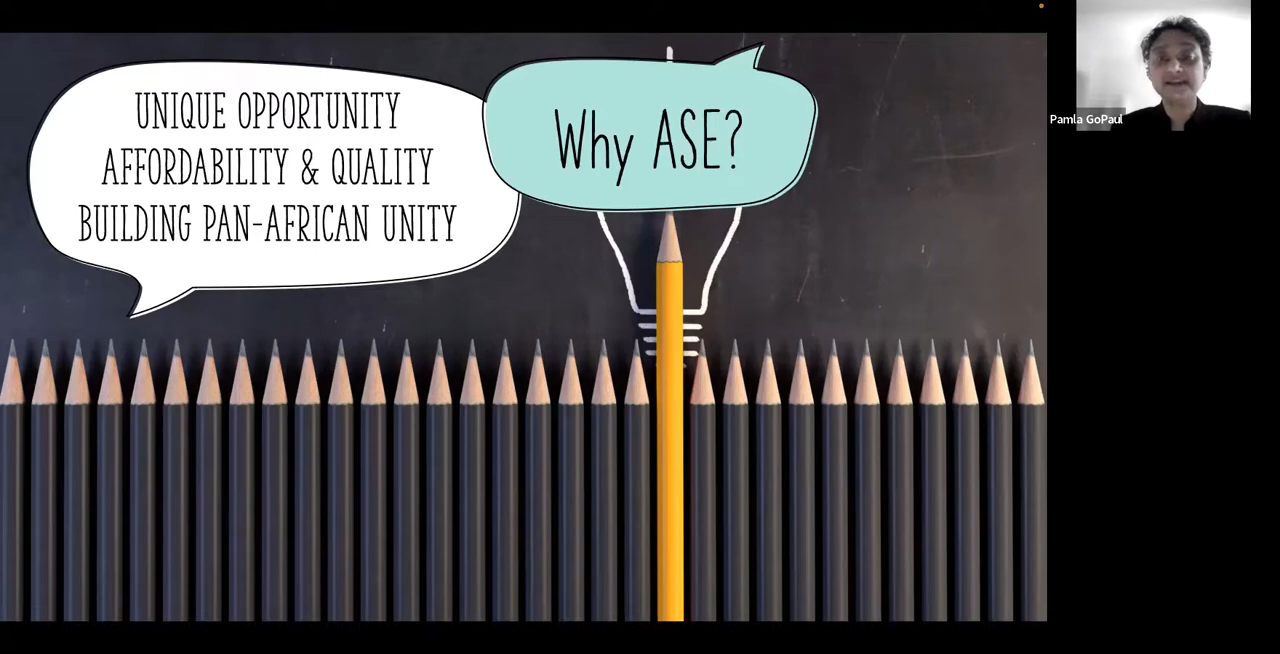 UNIQUE OPPORTUNITY
AFFORDABILITY & QUALITY
BUILDING PAN-AFRICAN UNITY
Why ASE?
Pamla GoPaul